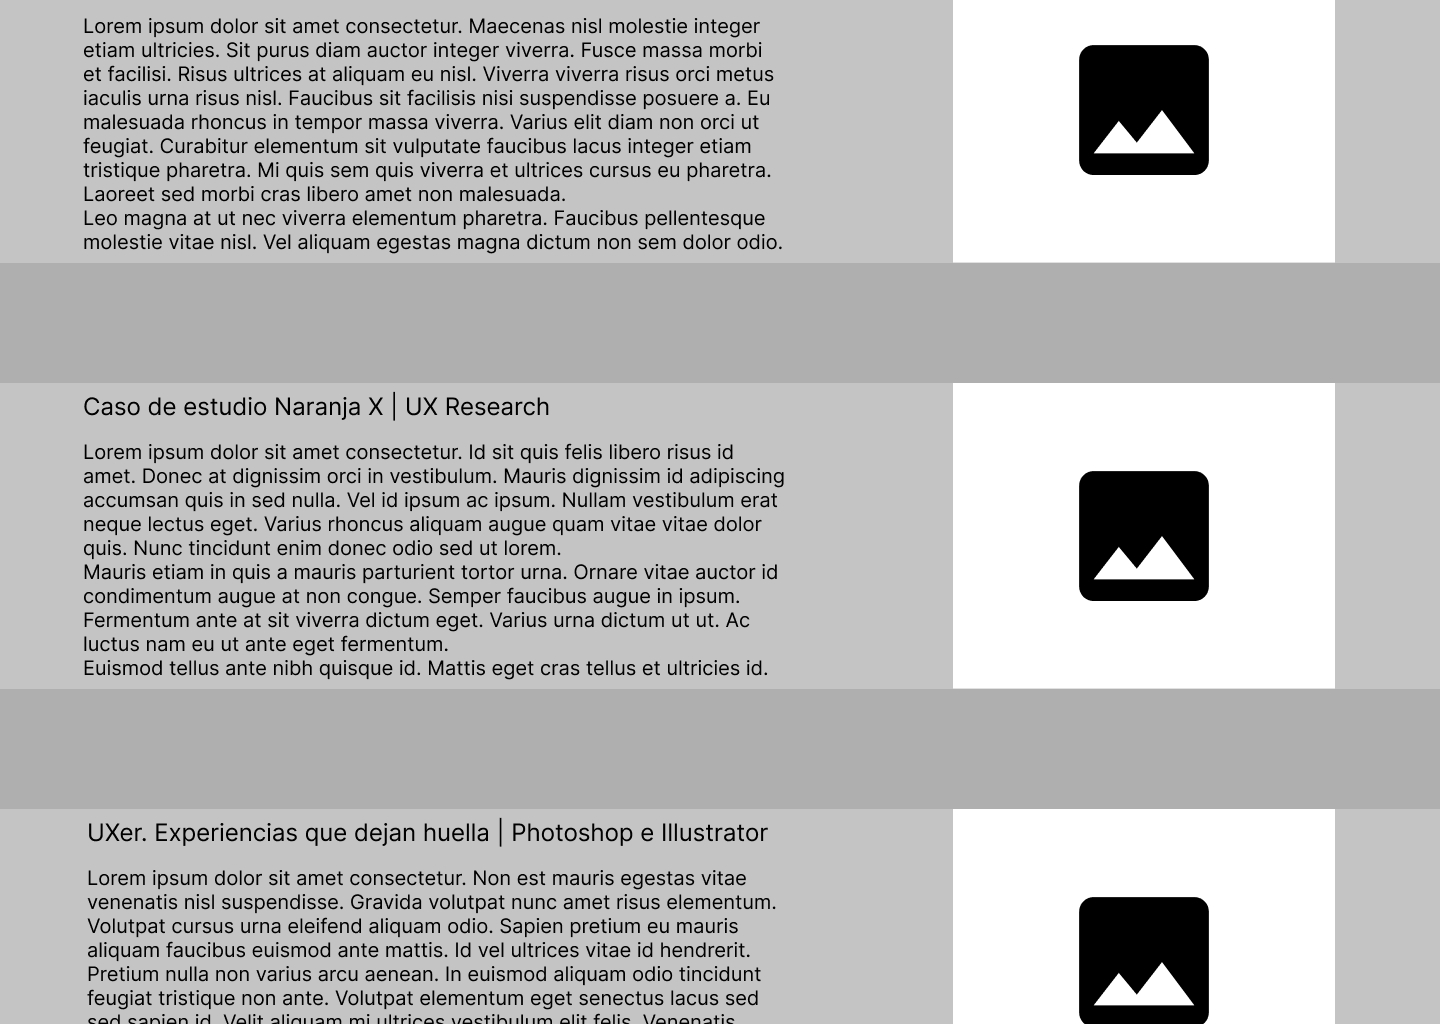 Lorem ipsum dolor sit amet consectetur. Maecenas nisl molestie integer
etiam ultricies. Sit purus diam auctor integer viverra. Fusce massa morbi
et facilisi. Risus ultrices at aliquam eu nisl. Viverra viverra risus orci metus
iaculis urna risus nisl. Faucibus sit facilisis nisi suspendisse posuere a. Eu
malesuada rhoncus in tempor massa viverra. Varius elit diam non orci ut
feugiat. Curabitur elementum sit vulputate faucibus lacus integer etiam
tristique pharetra. Mi quis sem quis viverra et ultrices cursus eu pharetra.
Laoreet sed morbi cras libero amet non malesuada.
Leo magna at ut nec viverra elementum pharetra. Faucibus pellentesque
molestie vitae nisl. Vel aliquam egestas magna dictum non sem dolor odio.
Caso de estudio Naranja X | UX Research
Lorem ipsum dolor sit amet consectetur. Id sit quis felis libero risus id
amet. Donec at dignissim orci in vestibulum. Mauris dignissim id adipiscing
accumsan quis in sed nulla. Vel id ipsum ac ipsum. Nullam vestibulum erat
neque lectus eget. Varius rhoncus aliquam augue quam vitae vitae dolor
quis. Nunc tincidunt enim donec odio sed ut lorem.
Mauris etiam in quis a mauris parturient tortor urna. Ornare vitae auctor id
condimentum augue at non congue. Semper faucibus augue in ipsum.
Fermentum ante at sit viverra dictum eget. Varius urna dictum ut ut. Ac
luctus nam eu ut ante eget fermentum.
Euismod tellus ante nibh quisque id. Mattis eget cras tellus et ultricies id.
UXer. Experiencias que dejan huella | Photoshop e Illustrator
Lorem ipsum dolor sit amet consectetur. Non est mauris egestas vitae
venenatis nisl suspendisse. Gravida volutpat nunc amet risus elementum.
Volutpat cursus urna eleifend aliquam odio. Sapien pretium eu mauris
aliquam faucibus euismod ante mattis. Id vel ultrices vitae id hendrerit.
Pretium nulla non varius arcu aenean. In euismod aliquam odio tincidunt
feugiat tristique non ante. Volutpat elementum eget senectus lacus sed
sed sapien id. Velit aliquam mi ultrices vestibulum elit felis. Venenatis